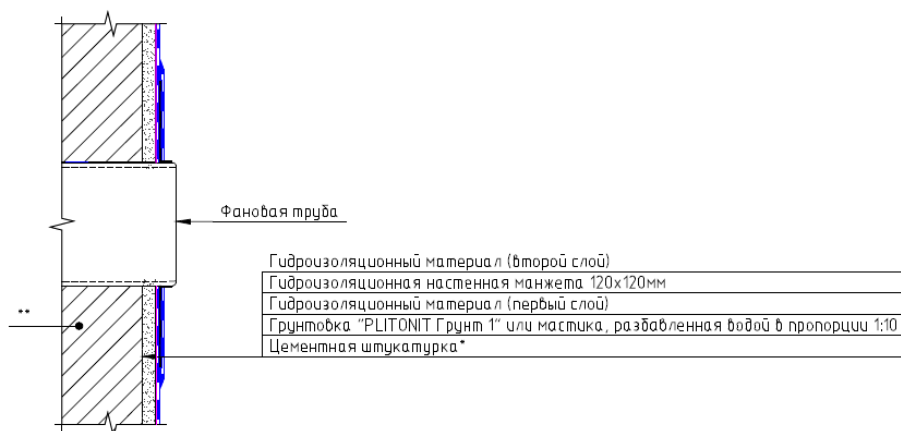 Фановая труба
Гидроизоляционный материал (второй слой)
Гидроизоляционная настенная манжета 120х120мм
Гидроизоляционный материал (первый слой)
Грунтовка "PLITONIT Грунт 1" или мастика, разбавленная водой в пропорции 1:10
**
Цементная штукатурка*